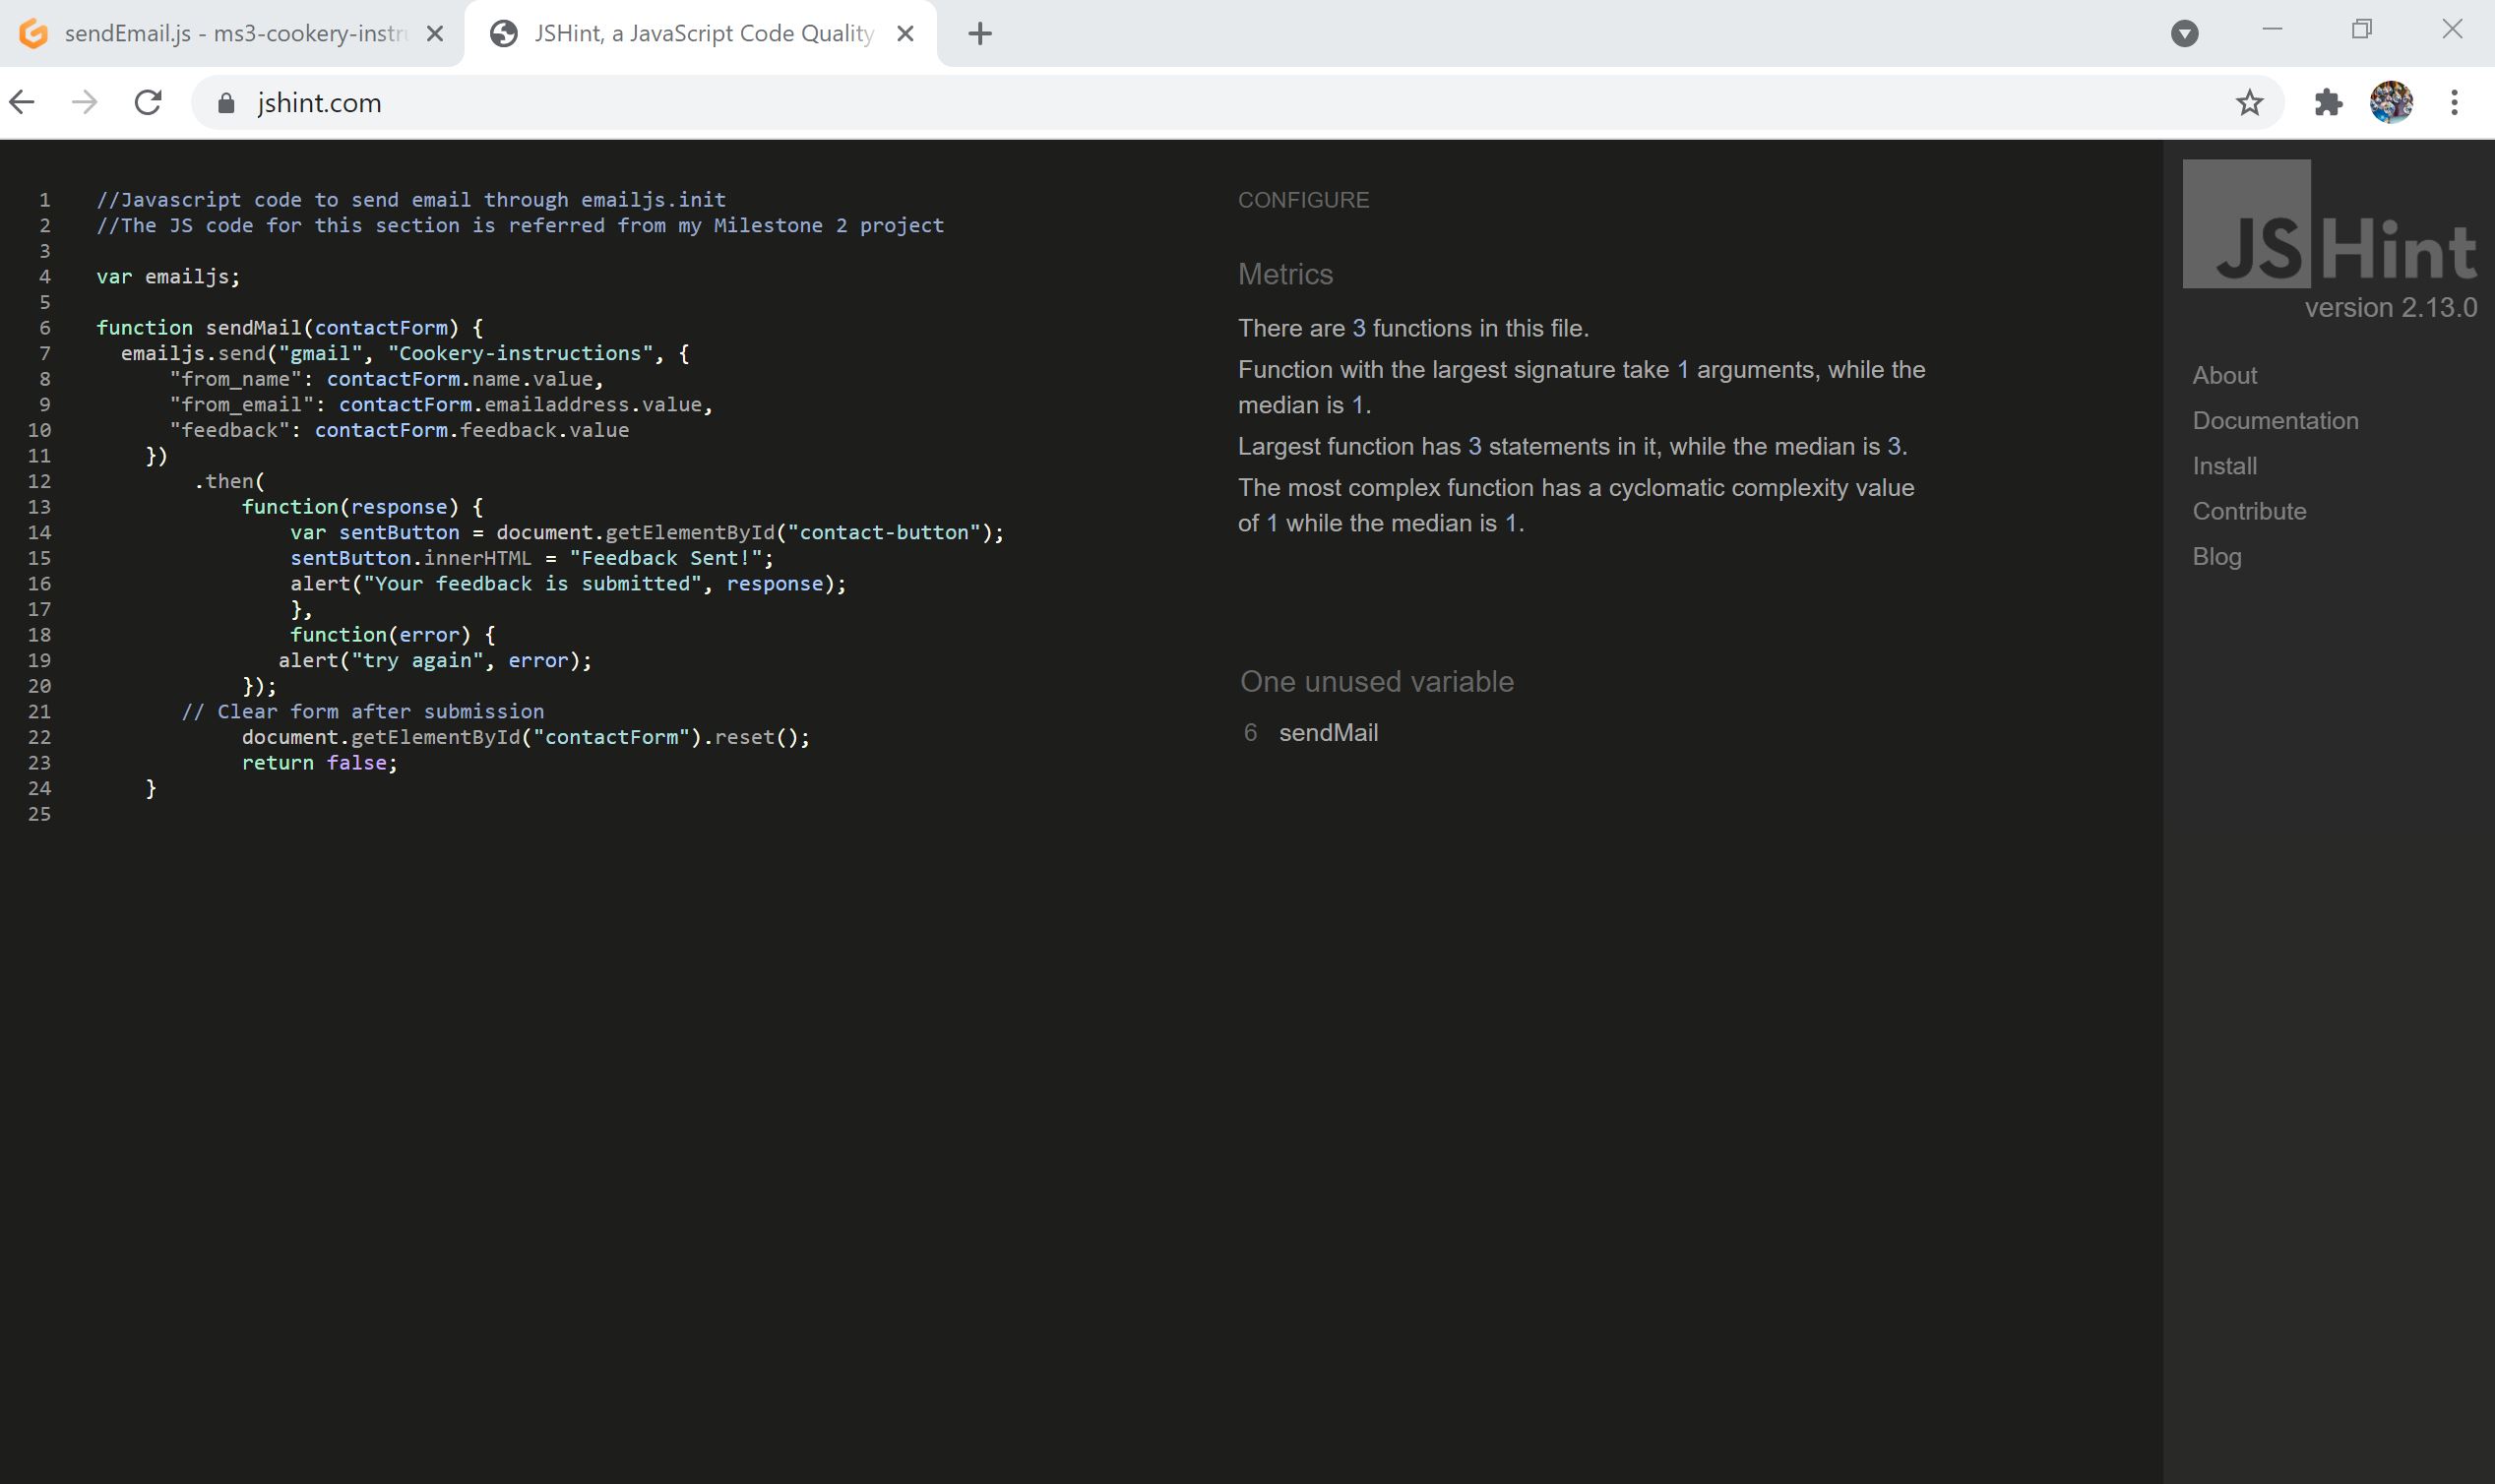 sendEmail.js - ms3-cookery-instr
JSHint, a JavaScript Code Quality
jshint.com
1 //Javascript code to send email through emailjs.init
2 //The JS code for this section is referred from my Milestone 2 project
3
4 var emailjs;
5
6 function sendMail(contactForm) {
7 emailjs.send("gmail", "Cookery-instructions", {
8 "from_name": contactForm.name.value,
9 "from_email": contactForm.emailaddress.value,
10 "feedback": contactForm.feedback.value
11 })
12 .then(
13 function(response) {
14 var sentButton = document.getElementById("contact-button");
15 sentButton.innerHTML = "Feedback Sent!";
16 alert("Your feedback is submitted", response);
17 },
18 function(error) {
19 alert("try again", error);
20 });
21 // Clear form after submission
22 document.getElementById("contactForm").reset();
23 return false;
24 }
25
CONFIGURE
Metrics
There are 3 functions in this file.
Function with the largest signature take 1 arguments, while the
median is 1.
Largest function has 3 statements in it, while the median is 3.
The most complex function has a cyclomatic complexity value
of 1 while the median is 1.
One unused variable
6 sendMail
JSHint
version 2.13.0
About
Documentation
Install
Contribute
Blog